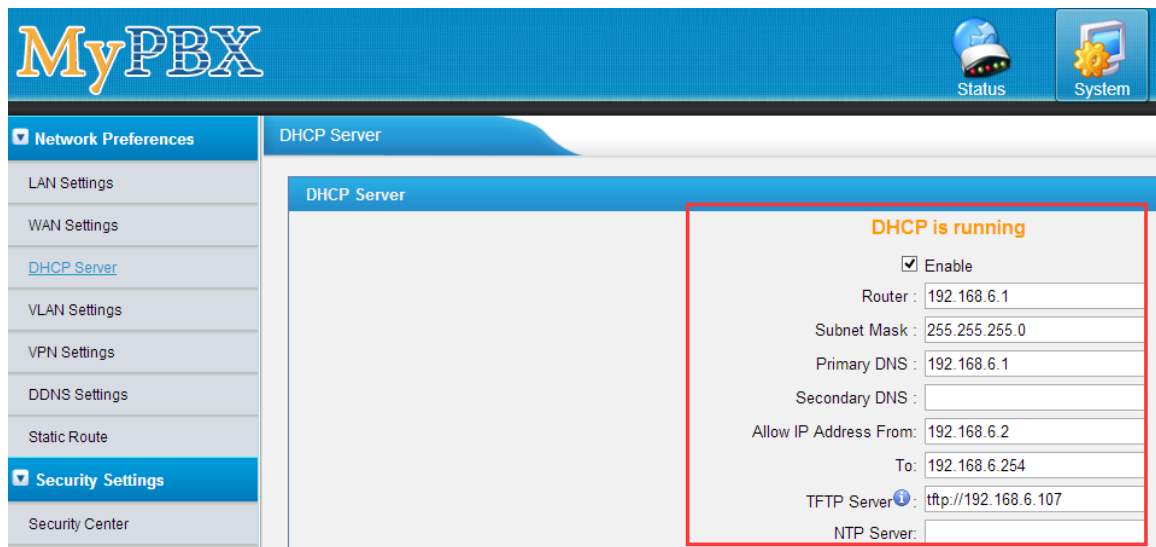 MyPBX
Status
System
Network Preferences
LAN Settings
WAN Settings
DHCP Server
VLAN Settings
VPN Settings
DDNS Settings
Static Route
Security Settings
Security Center
DHCP Server
DHCP Server
DHCP is running
Enable
Router : 192.168.6.1
Subnet Mask : 255.255.255.0
Primary DNS : 192.168.6.1
Secondary DNS :
Allow IP Address From: 192.168.6.2
To: 192.168.6.254
TFTP Server i : tftp://192.168.6.107
NTP Server: